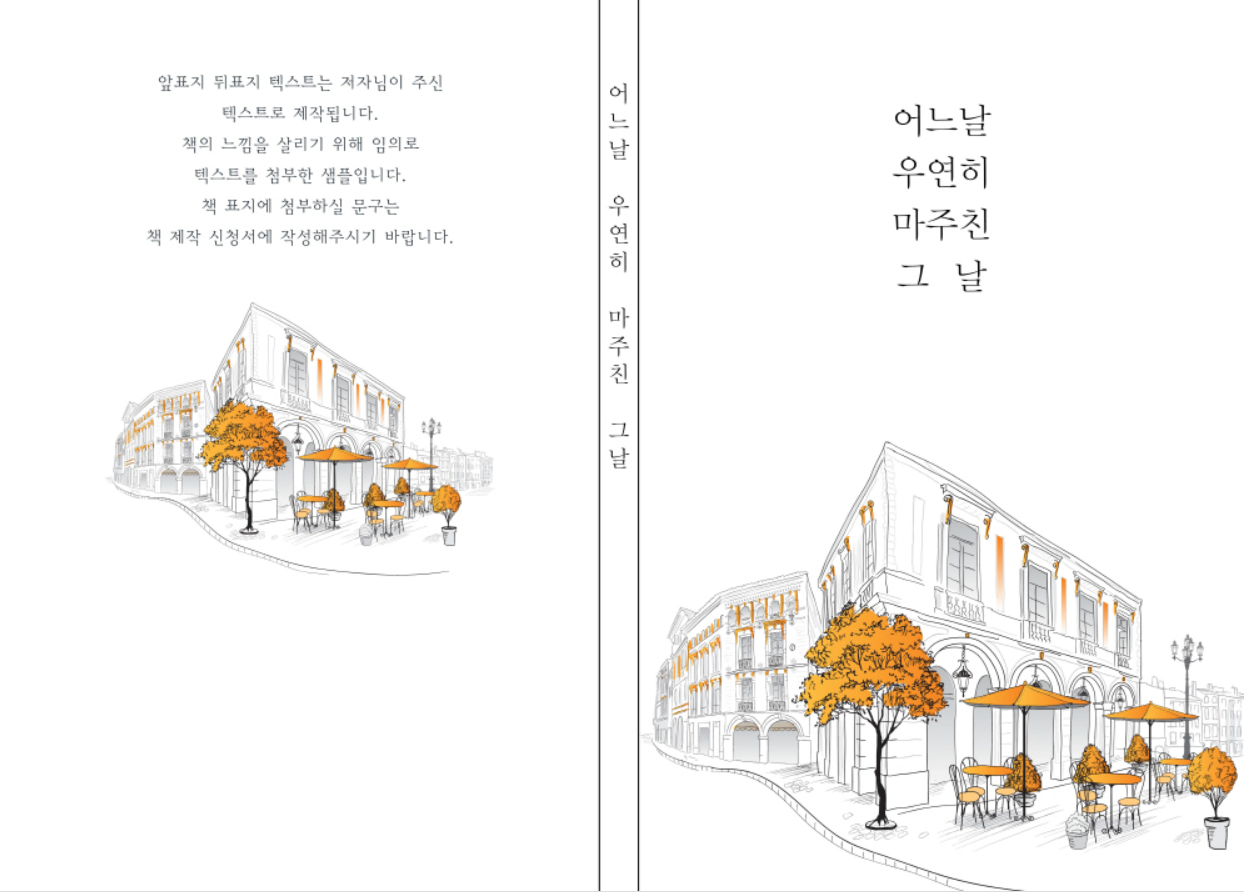 앞표지 뒤표지 텍스트는 저자님이 주신
텍스트로 제작됩니다.
책의 느낌을 살리기 위해 임의로
텍스트를 첨부한 샘플입니다.
책 표지에 첨부하실 문구는
책 제작 신청서에 작성해주시기 바랍니다.
어느날 우연히 마주친 그날
어느날
우연히
마주친
그 날